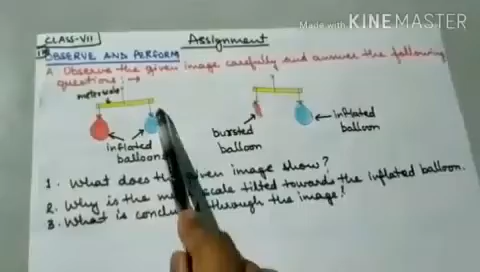 Made with KINEMASTER
CLASS-VII
Assignment
OBSERVE AND PERFORM
A. Observe the given image carefully and answer the following
questions:→
inflated
balloon
bursted
balloon
inflated
balloon
1. What does the given image show?
2. Why is the scale tilted towards the inflated balloon.
3. What is through the image?